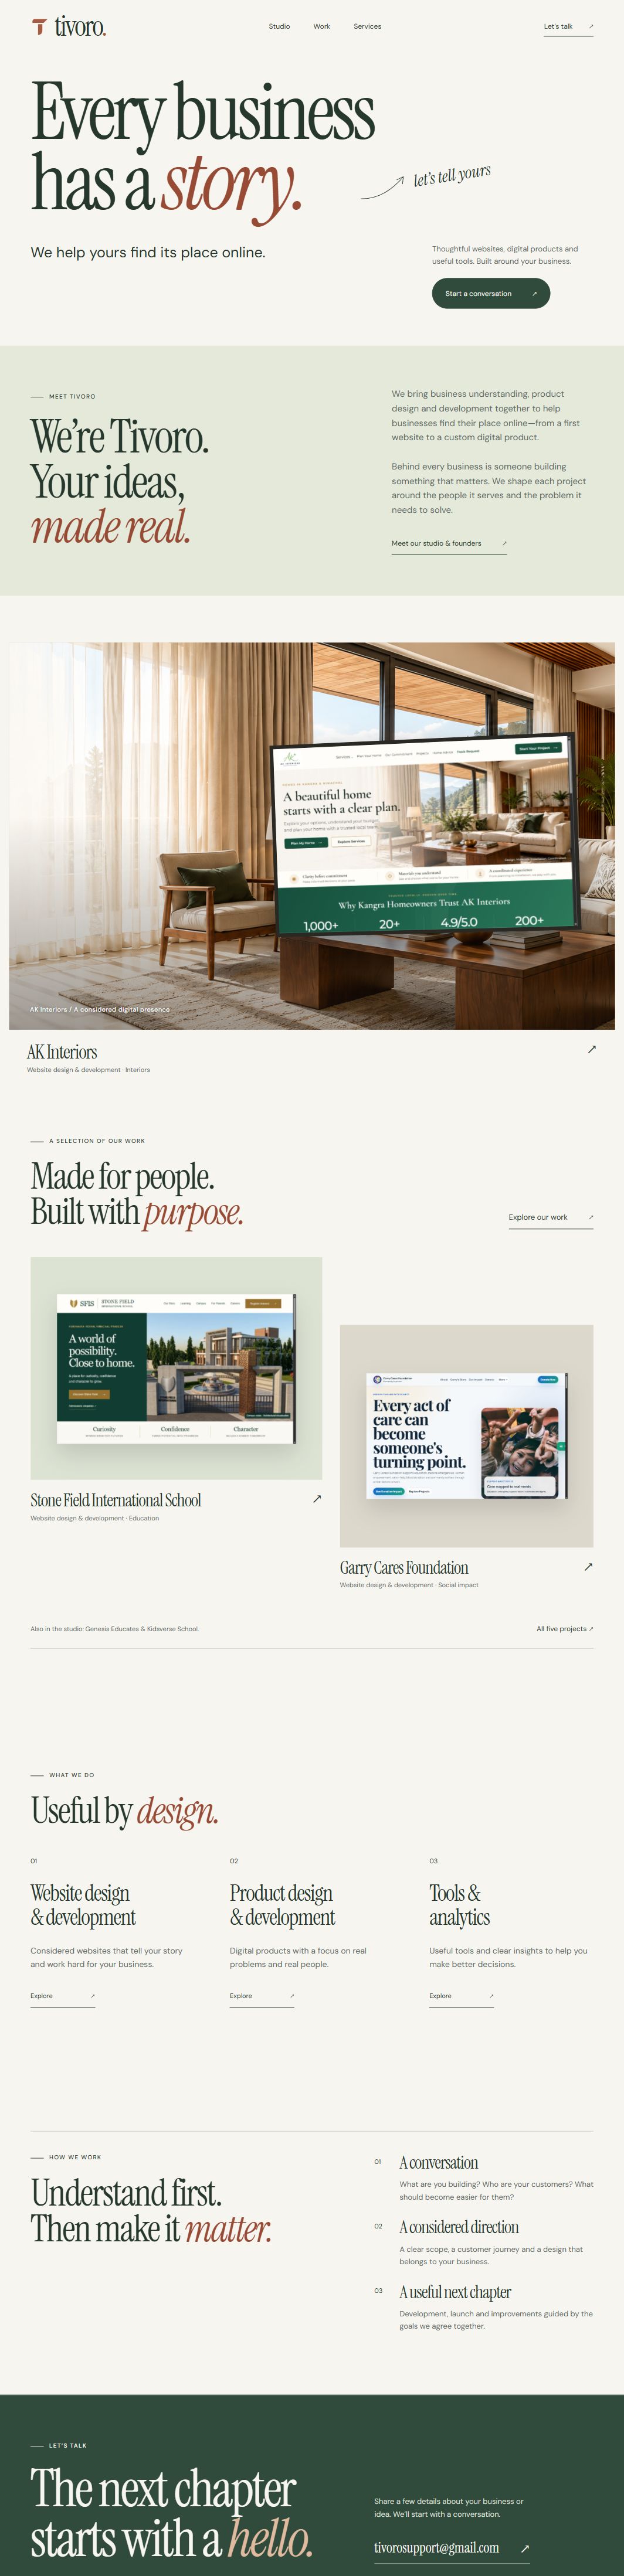 tivoro.
Studio
Work
Services
Let's talk ↗
Every business
has a story.
let's tell yours
We help yours find its place online.
Thoughtful websites, digital products and
useful tools. Built around your business.
Start a conversation ↗
MEET TIVORO
We're Tivoro.
Your ideas,
made real.
We bring business understanding, product
design and development together to help
businesses find their place online—from a first
website to a custom digital product.
Behind every business is someone building
something that matters. We shape each project
around the people it serves and the problem it
needs to solve.
Meet our studio & founders ↗
Start Your Project
A beautiful home
starts with a clear plan.
Plan My Home
Explore Services
Why Kangra Homeowners Trust AK Interiors
1,000+
20+
4.9/5.0
200+
AK Interiors / A considered digital presence
AK Interiors ↗
Website design & development · Interiors
A SELECTION OF OUR WORK
Made for people.
Built with purpose.
Explore our work ↗
SFIS
STONE FIELD
A world of
possibility.
Close to home.
Curiosity
Confidence
Character
Every act of
care can
become
someone's
turning point.
Stone Field International School ↗
Website design & development · Education
Garry Cares Foundation ↗
Website design & development · Social impact
Also in the studio: Genesis Educates & Kidsverse School.
All five projects ↗
WHAT WE DO
Useful by design.
01
Website design
& development
Considered websites that tell your story
and work hard for your business.
Explore ↗
02
Product design
& development
Digital products with a focus on real
problems and real people.
Explore ↗
03
Tools &
analytics
Useful tools and clear insights to help you
make better decisions.
Explore ↗
HOW WE WORK
Understand first.
Then make it matter.
01
A conversation
What are you building? Who are your customers? What
should become easier for them?
02
A considered direction
A clear scope, a customer journey and a design that
belongs to your business.
03
A useful next chapter
Development, launch and improvements guided by the
goals we agree together.
LET'S TALK
The next chapter
starts with a hello.
Share a few details about your business or
idea. We'll start with a conversation.
tivorosupport@gmail.com ↗